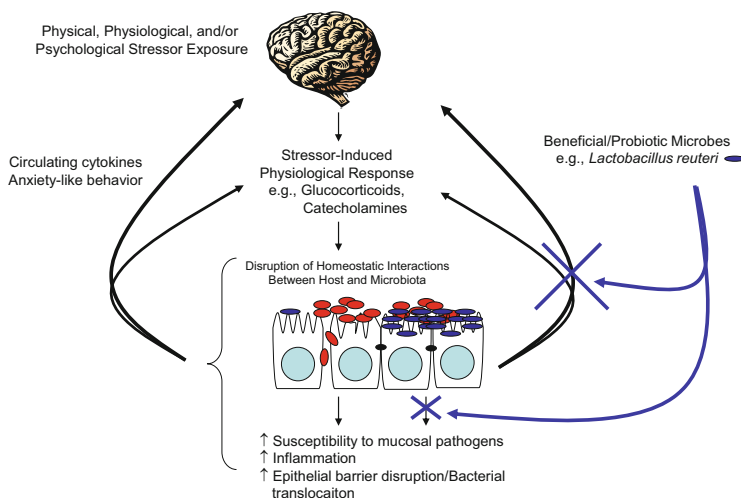 Physical, Physiological, and/or
Psychological Stressor Exposure
Circulating cytokines
Anxiety-like behavior
Stressor-Induced
Physiological Response
e.g., Glucocorticoids,
Catecholamines
Beneficial/Probiotic Microbes
e.g., Lactobacillus reuteri
Disruption of Homeostatic Interactions
Between Host and Microbiota
↑ Susceptibility to mucosal pathogens
↑ Inflammation
↑ Epithelial barrier disruption/Bacterial
translocaiton